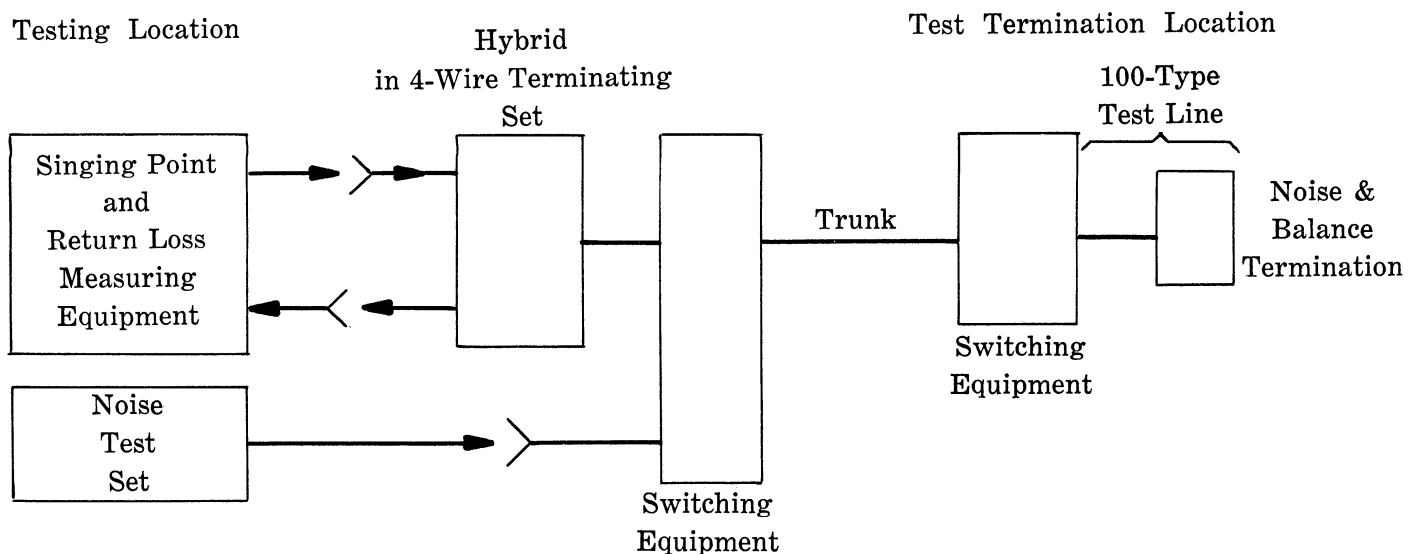 Testing Location
Test Termination Location
Hybrid
in 4-Wire Terminating
Set
100-Type
Test Line
Singing Point
and
Return Loss
Measuring
Equipment
Trunk
Noise &
Balance
Termination
Switching
Equipment
Noise
Test
Set
Switching
Equipment